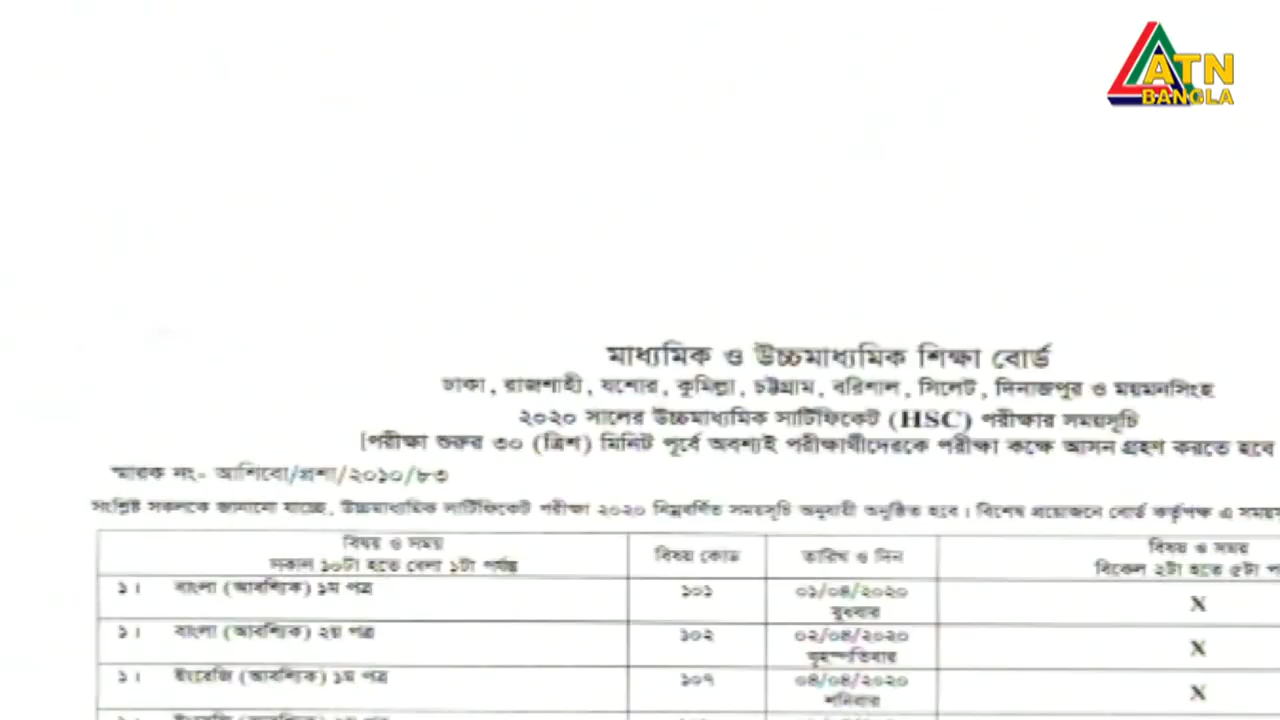 ATN
BANGLA
মাধ্যমিক ও উচ্চমাধ্যমিক শিক্ষা বোর্ড
ঢাকা, রাজশাহী, যশোর, কুমিল্লা, চট্টগ্রাম, বরিশাল, সিলেট, দিনাজপুর ও ময়মনসিংহ
২০২০ সালের উচ্চমাধ্যমিক সার্টিফিকেট (HSC) পরীক্ষার সময়সূচি
[পরীক্ষা শুরুর ৩০ (ত্রিশ) মিনিট পূর্বে অবশ্যই পরীক্ষার্থীদেরকে পরীক্ষা কক্ষে আসন গ্রহণ করতে হবে
স্মারক নং- আশিবো/প্রশা/২০১০/৮৩
সংশ্লিষ্ট সকলকে জানানো যাচ্ছে, উচ্চমাধ্যমিক সার্টিফিকেট পরীক্ষা ২০২০ নিম্নবর্ণিত সময়সূচি অনুযায়ী অনুষ্ঠিত হবে। বিশেষ প্রয়োজনে বোর্ড কর্তৃপক্ষ এ
বিষয় ও সময় বিষয় কোড তারিখ ও দিন বিষয় ও সময়
সকাল ১০টা হতে বেলা ১টা পর্যন্ত বিকেল ২টা হতে ৫টা
১। বাংলা (আবশ্যিক) ১ম পত্র ১০১ ০১/০৪/২০২০ X
বুধবার
১। বাংলা (আবশ্যিক) ২য় পত্র ১০২ ০২/০৪/২০২০ X
বৃহস্পতিবার
১। ইংরেজি (আবশ্যিক) ১ম পত্র ১০৭ ০৪/০৪/২০২০ X
শনিবার